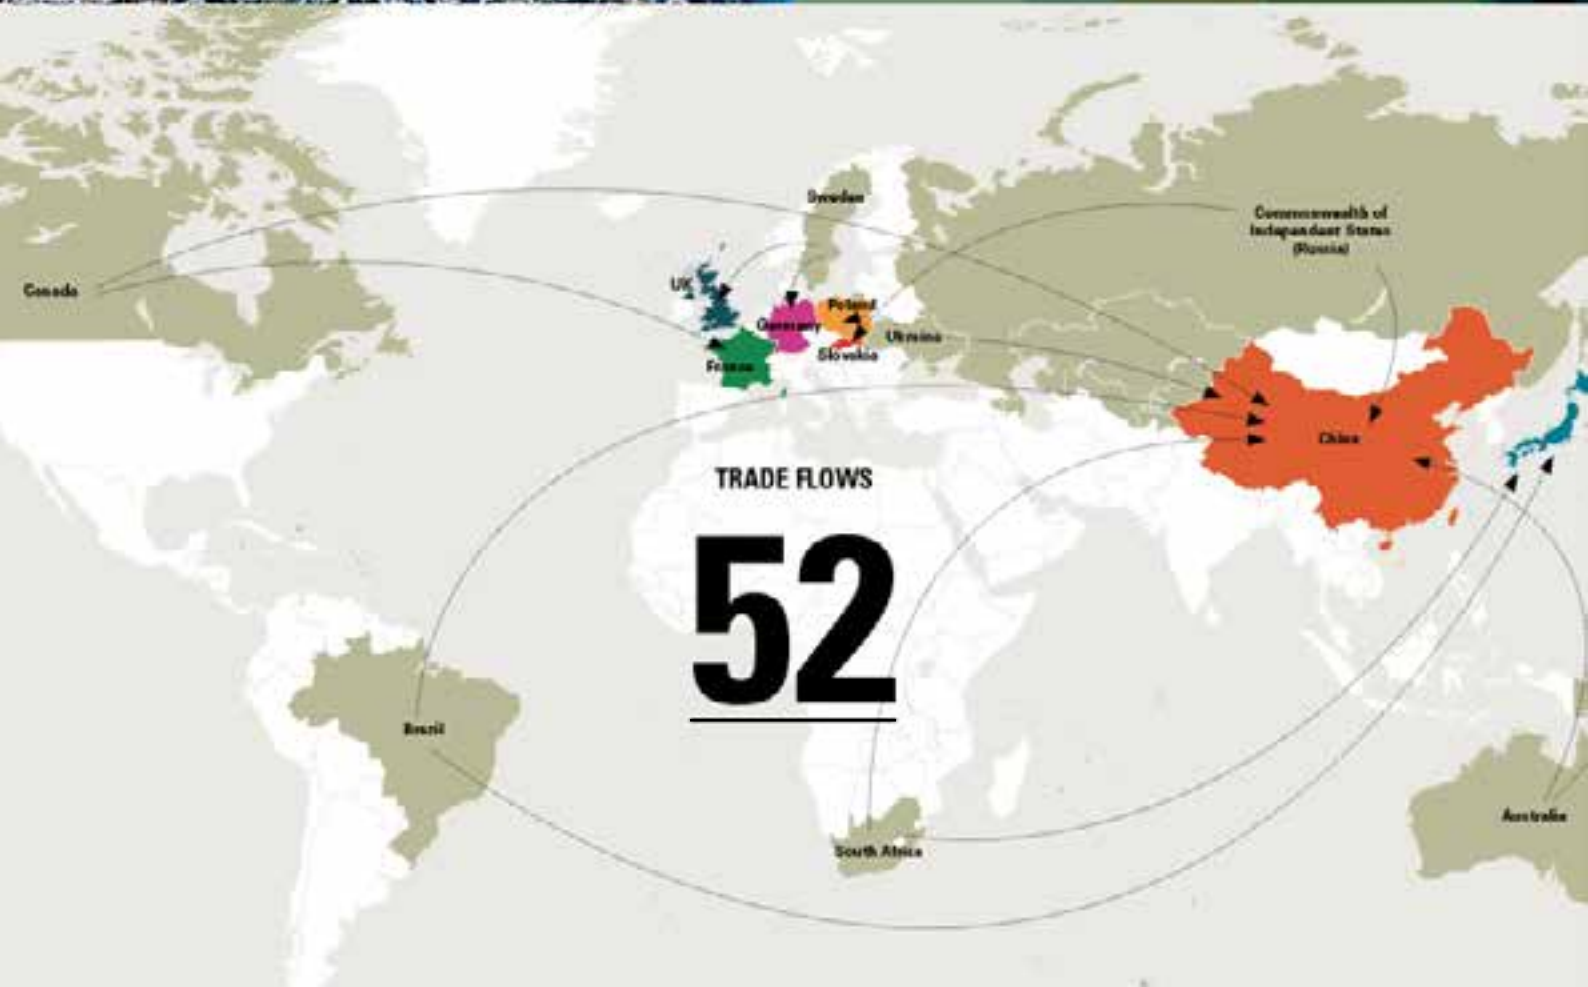 Sweden
Commonwealth of
Independent States
(Russia)
Canada
UK
Poland
Germany
Ukraine
Slovakia
France
China
TRADE FLOWS
52
Brazil
Australia
South Africa